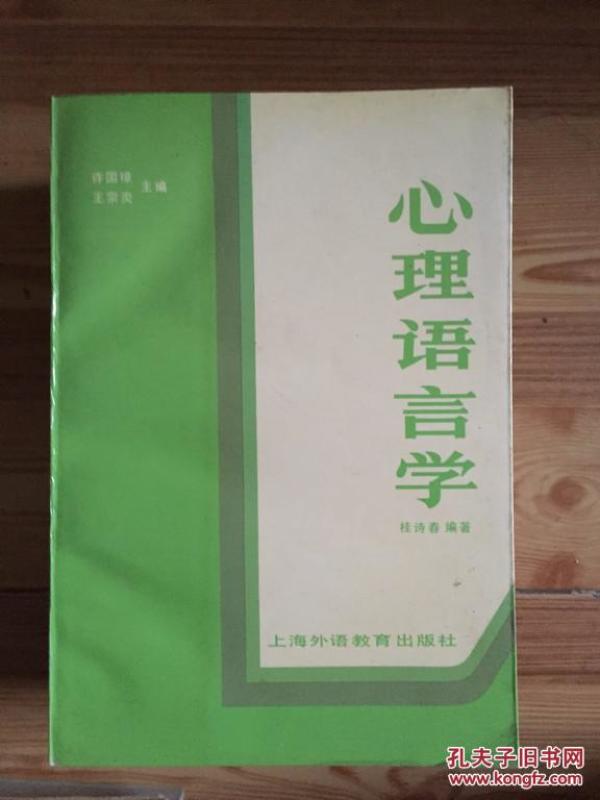 许国璋
王宗炎
主编
心理语言学
桂诗春 编著
上海外语教育出版社
孔夫子旧书网
www.kongfz.com